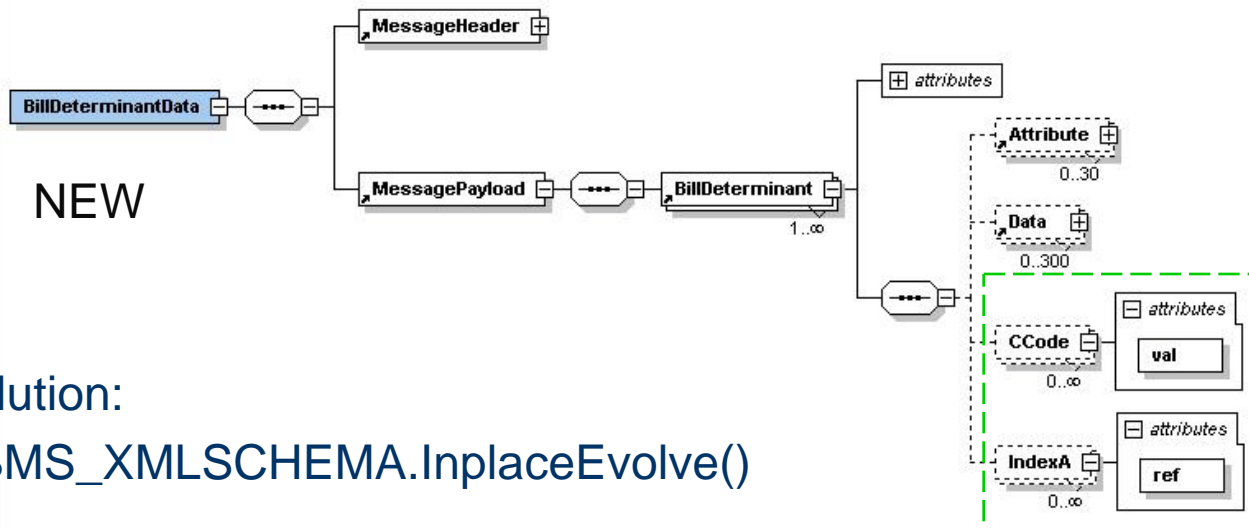 MessageHeader
attributes
BillDeterminantData
Attribute
0..30
NEW
MessagePayload
BillDeterminant
1..∞
Data
0..300
attributes
CCode
val
0..∞
lution:
attributes
SMS_XMLSCHEMA.InplaceEvolve()
IndexA
ref
0..∞